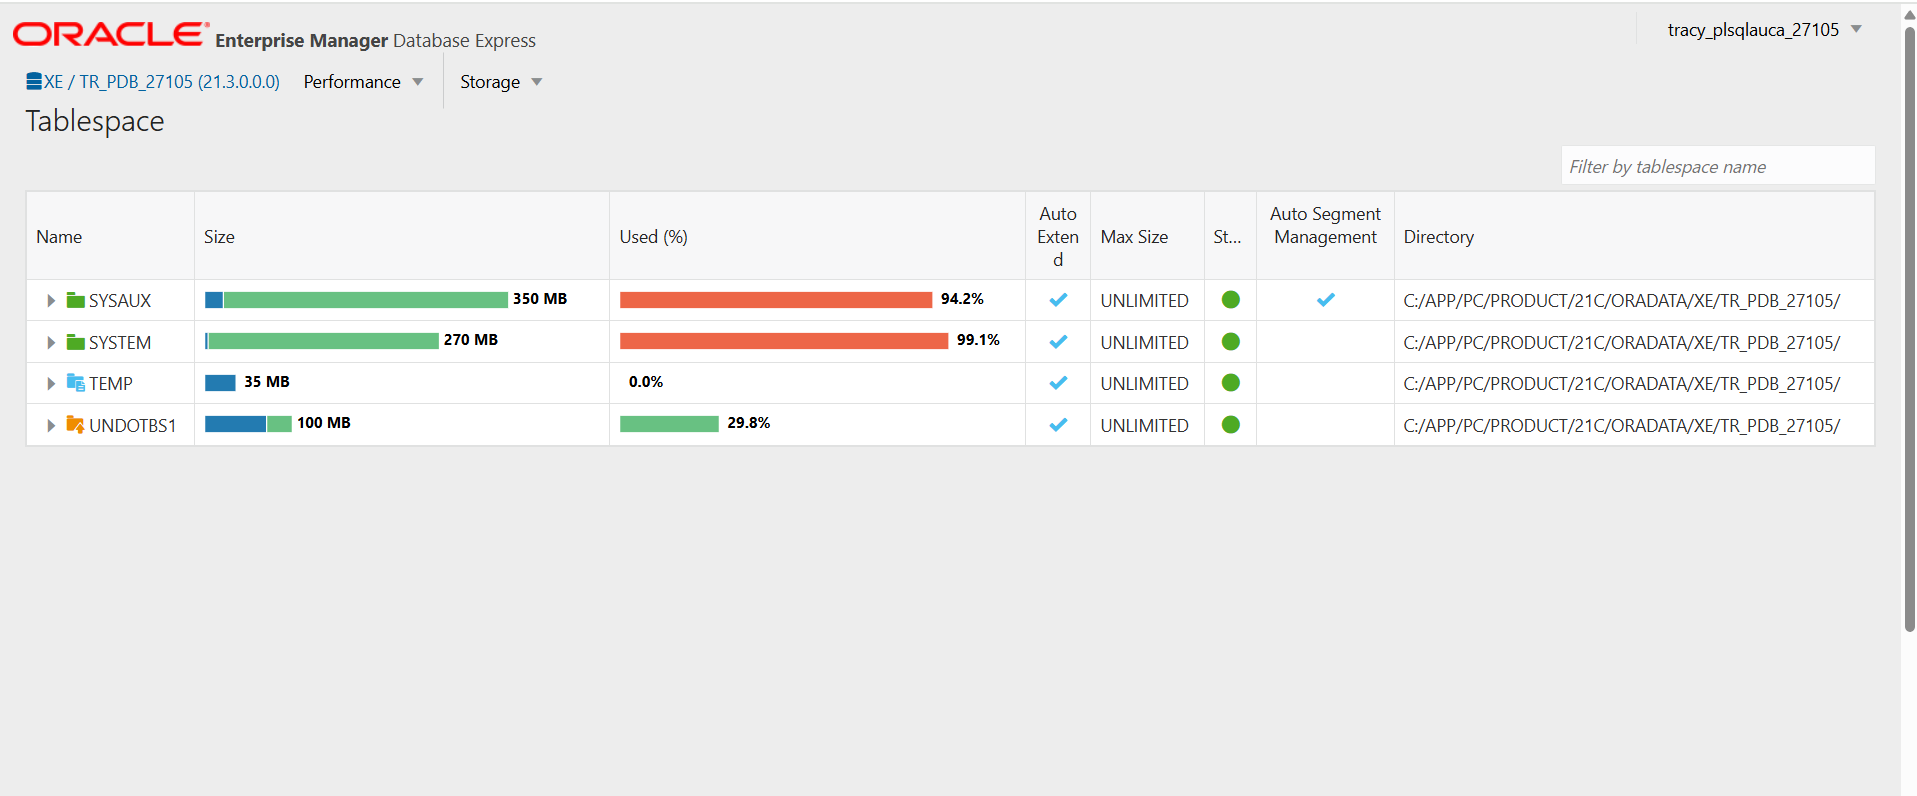 ORACLE Enterprise Manager Database Express
tracy_plsqlauca_27105
XE / TR_PDB_27105 (21.3.0.0.0) Performance Storage
Tablespace
Filter by tablespace name
Name Size Used (%) Auto Extend Max Size St... Auto Segment Management Directory
SYSAUX 350 MB 94.2% UNLIMITED C:/APP/PC/PRODUCT/21C/ORADATA/XE/TR_PDB_27105/
SYSTEM 270 MB 99.1% UNLIMITED C:/APP/PC/PRODUCT/21C/ORADATA/XE/TR_PDB_27105/
TEMP 35 MB 0.0% UNLIMITED C:/APP/PC/PRODUCT/21C/ORADATA/XE/TR_PDB_27105/
UNDOTBS1 100 MB 29.8% UNLIMITED C:/APP/PC/PRODUCT/21C/ORADATA/XE/TR_PDB_27105/